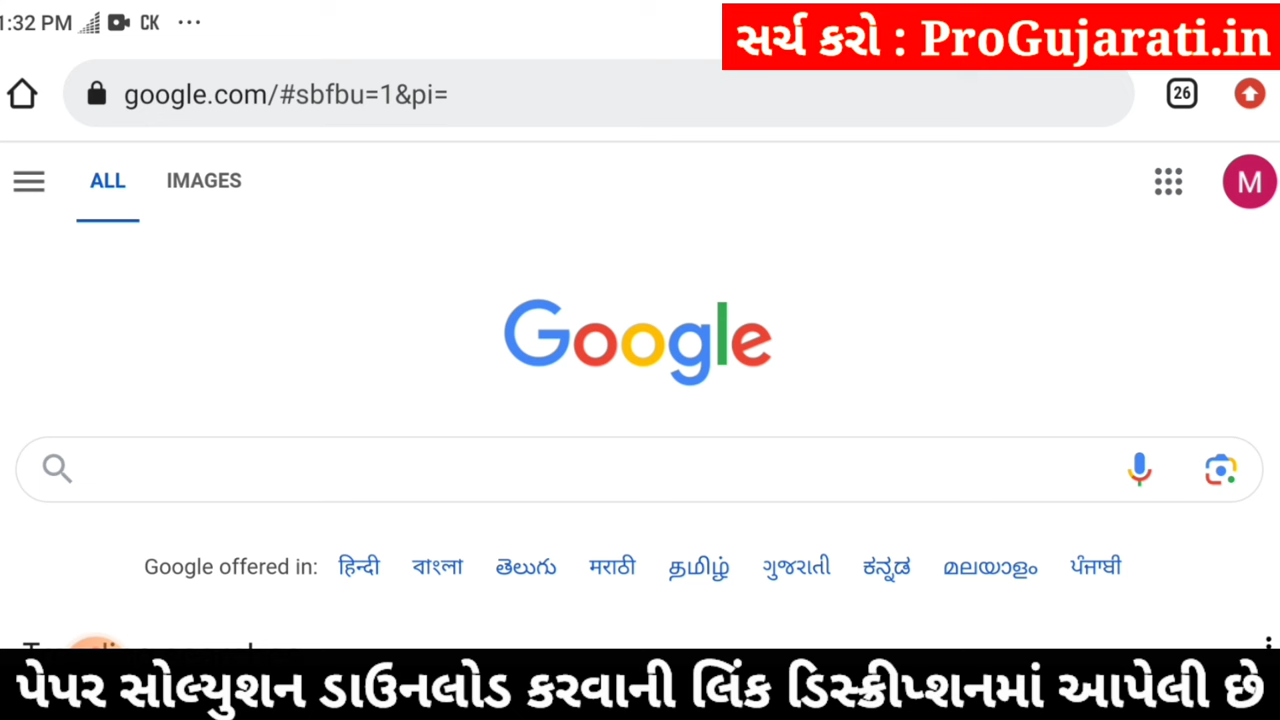 1:32 PM CK ...
સર્ચ કરો : ProGujarati.in
google.com/#sbfbu=1&pi=
26
ALL IMAGES
M
Google
Google offered in: हिन्दी বাংলা తెలుగు मराठी தமிழ் ગુજરાતી ಕನ್ನಡ മലയാളം ਪੰਜਾਬੀ
પેપર સોલ્યુશન ડાઉનલોડ કરવાની લિંક ડિસ્ક્રીપ્શનમાં આપેલી છે